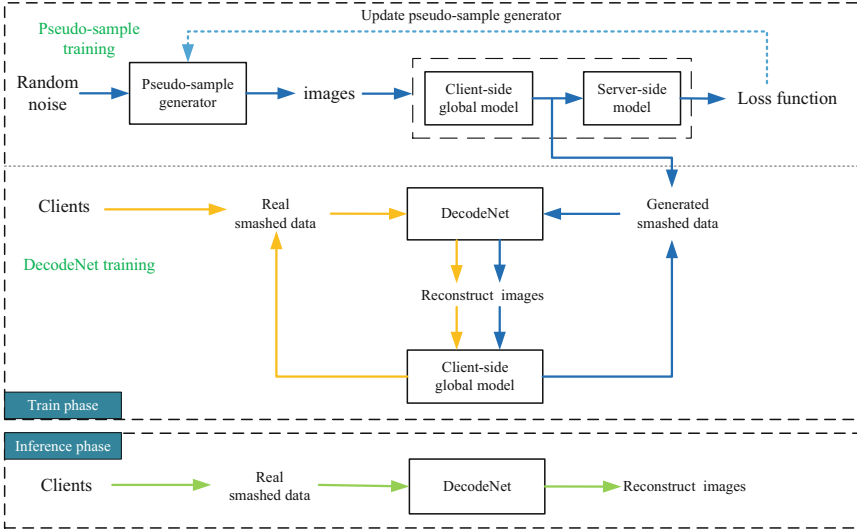 Update pseudo-sample generator
Pseudo-sample
training
Random
noise
Pseudo-sample
generator
images
Client-side
global model
Server-side
model
Loss function
Clients
Real
smashed data
DecodeNet
Generated
smashed data
DecodeNet training
Reconstruct images
Client-side
global model
Train phase
Inference phase
Clients
Real
smashed data
DecodeNet
Reconstruct images